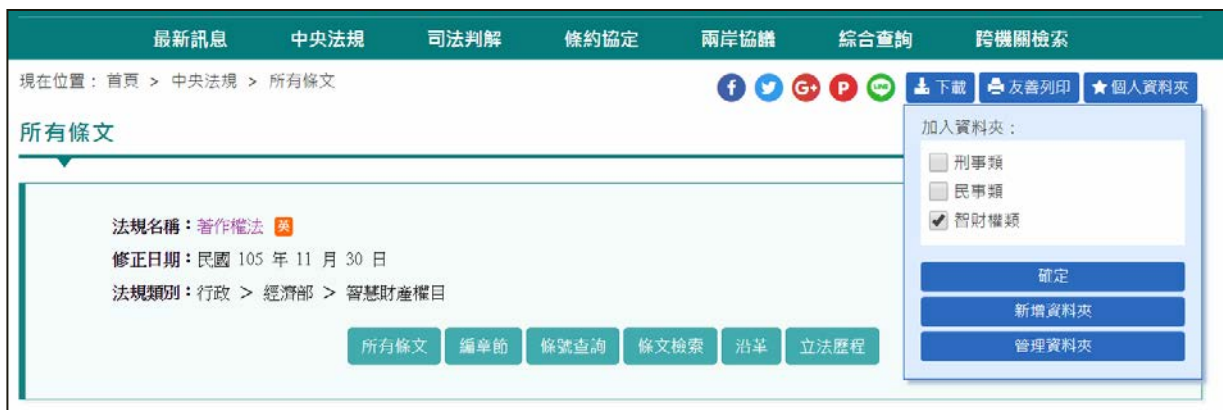 最新訊息 中央法規 司法判解 條約協定 兩岸協議 綜合查詢 跨機關檢索
現在位置：首頁 > 中央法規 > 所有條文
f G+ P LINE 下載 友善列印 ★個人資料夾
所有條文
加入資料夾：
刑事類
民事類
智財權類
確定
新增資料夾
管理資料夾
法規名稱：著作權法 英
修正日期：民國 105 年 11 月 30 日
法規類別：行政 > 經濟部 > 智慧財產權目
所有條文 編章節 條號查詢 條文檢索 沿革 立法歷程